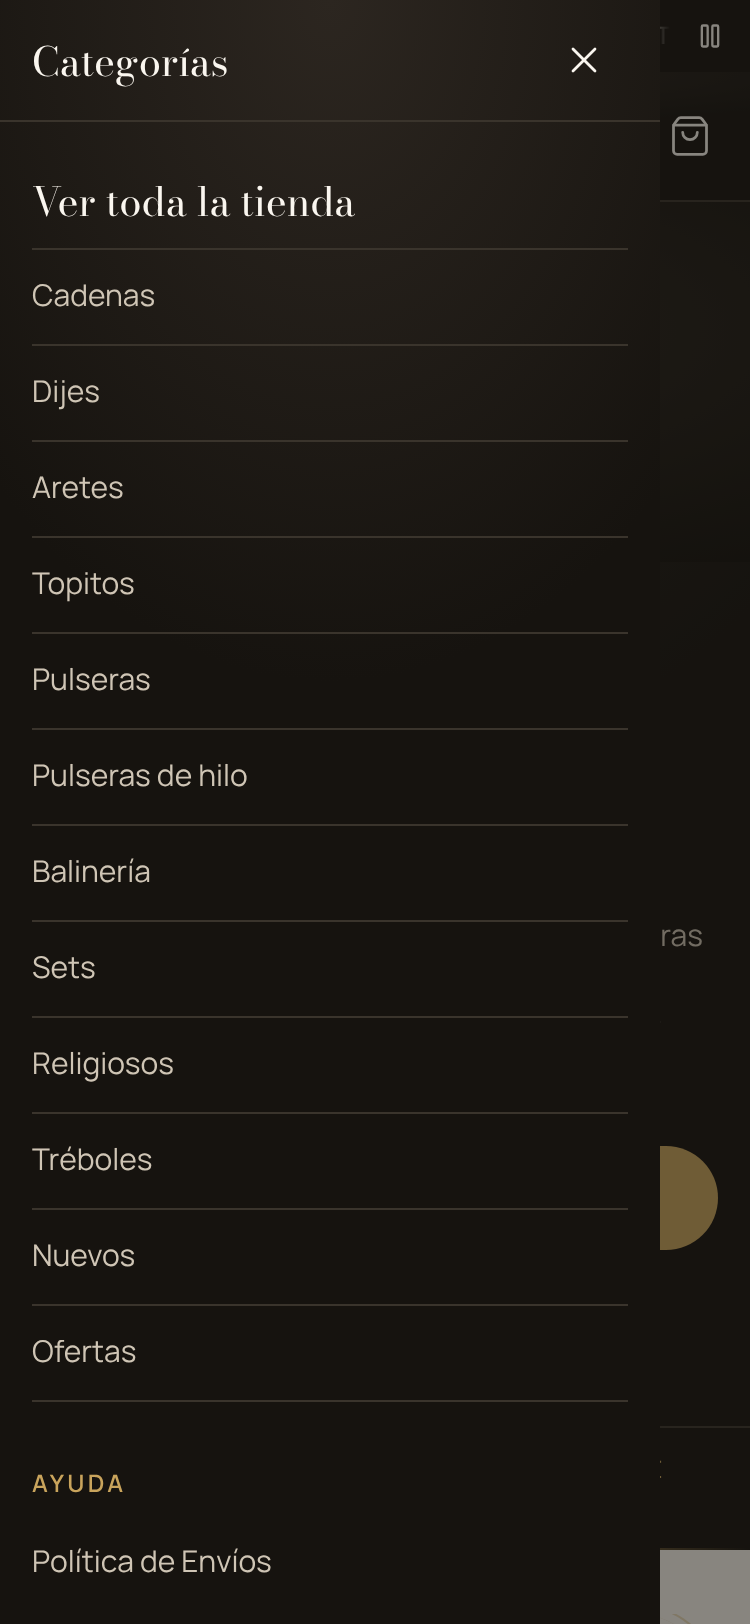 Categorías
Ver toda la tienda
Cadenas
Dijes
Aretes
Topitos
Pulseras
Pulseras de hilo
Balinería
Sets
Religiosos
Tréboles
Nuevos
Ofertas
AYUDA
Política de Envíos